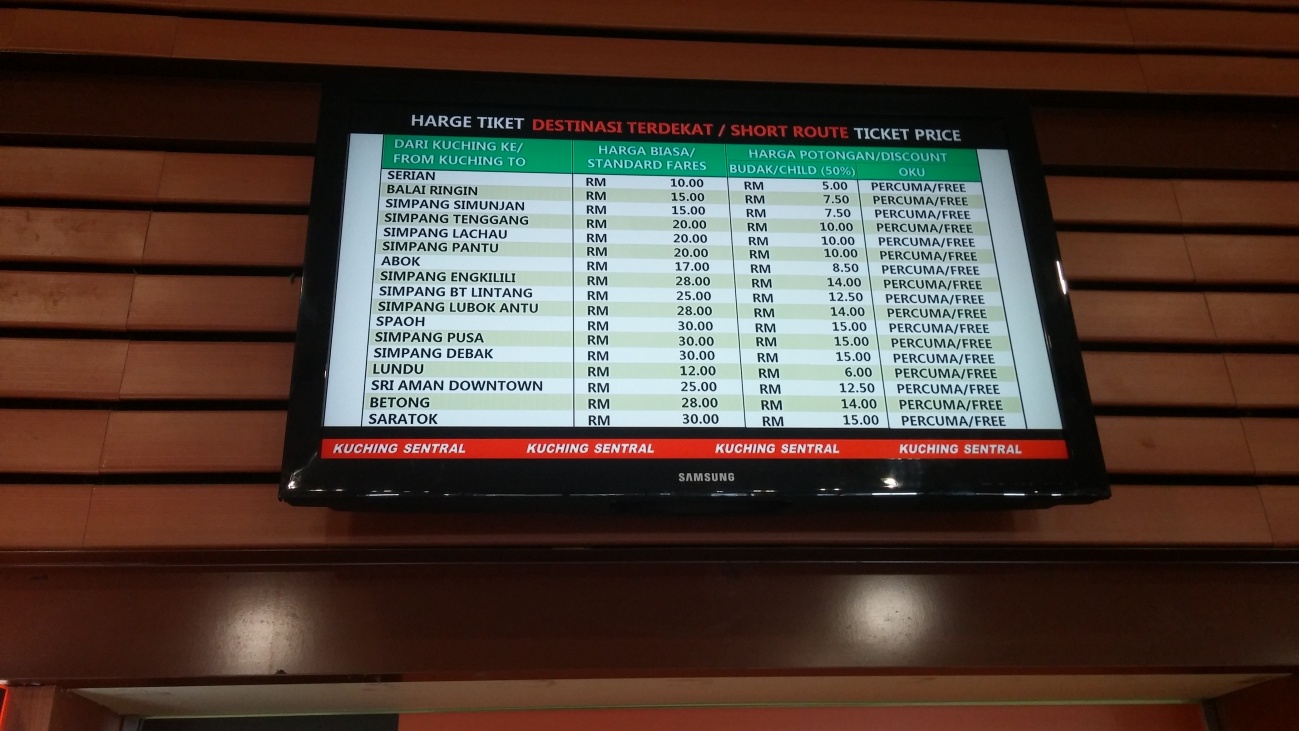 HARGE TIKET DESTINASI TERDEKAT / SHORT ROUTE TICKET PRICE
DARI KUCHING KE/ FROM KUCHING TO HARGA BIASA/ STANDARD FARES HARGA POTONGAN/DISCOUNT
BUDAK/CHILD (50%) OKU
SERIAN RM 10.00 RM 5.00 PERCUMA/FREE
BALAI RINGIN RM 15.00 RM 7.50 PERCUMA/FREE
SIMPANG SIMUNJAN RM 15.00 RM 7.50 PERCUMA/FREE
SIMPANG TENGGANG RM 20.00 RM 10.00 PERCUMA/FREE
SIMPANG LACHAU RM 20.00 RM 10.00 PERCUMA/FREE
SIMPANG PANTU RM 20.00 RM 10.00 PERCUMA/FREE
ABOK RM 17.00 RM 8.50 PERCUMA/FREE
SIMPANG ENGKILILI RM 28.00 RM 14.00 PERCUMA/FREE
SIMPANG BT LINTANG RM 25.00 RM 12.50 PERCUMA/FREE
SIMPANG LUBOK ANTU RM 28.00 RM 14.00 PERCUMA/FREE
SPAOH RM 30.00 RM 15.00 PERCUMA/FREE
SIMPANG PUSA RM 30.00 RM 15.00 PERCUMA/FREE
SIMPANG DEBAK RM 30.00 RM 15.00 PERCUMA/FREE
LUNDU RM 12.00 RM 6.00 PERCUMA/FREE
SRI AMAN DOWNTOWN RM 25.00 RM 12.50 PERCUMA/FREE
BETONG RM 28.00 RM 14.00 PERCUMA/FREE
SARATOK RM 30.00 RM 15.00 PERCUMA/FREE
KUCHING SENTRAL KUCHING SENTRAL KUCHING SENTRAL KUCHING SENTRAL
SAMSUNG